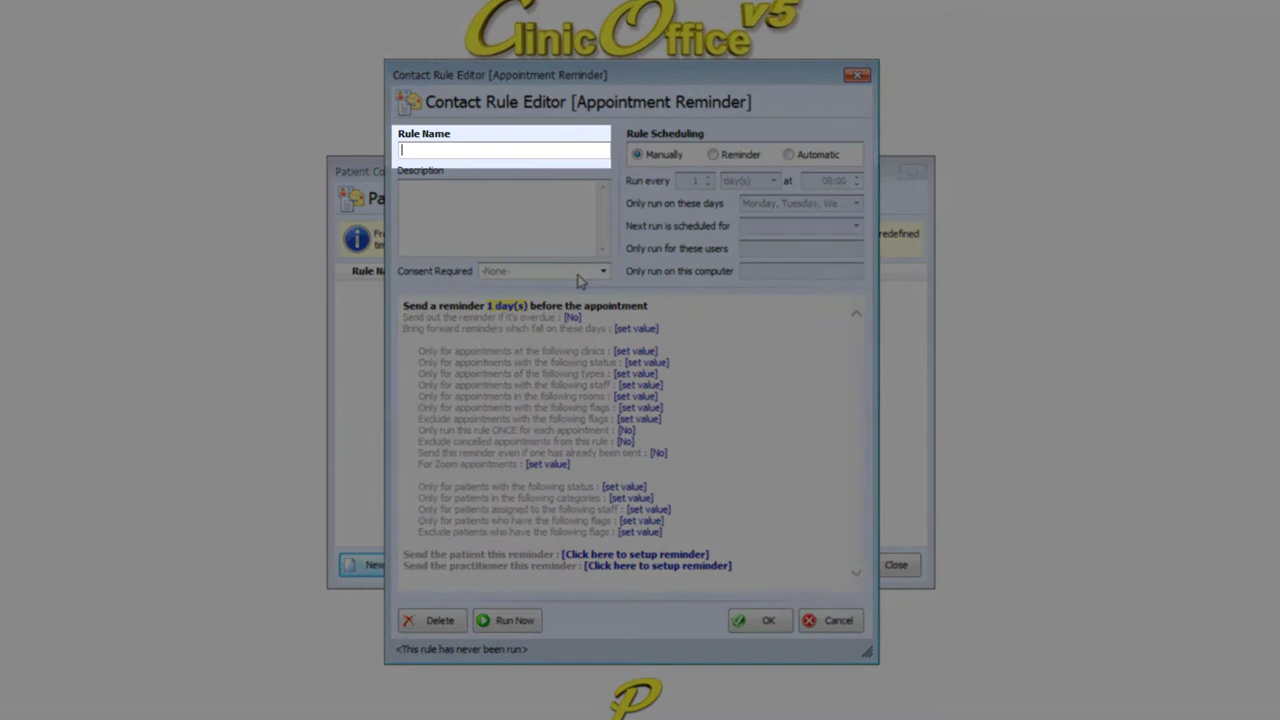 ClinicOffice v5
Contact Rule Editor [Appointment Reminder]
Contact Rule Editor [Appointment Reminder]
Rule Name
Description
Consent Required -None-
Rule Scheduling
Manually Reminder Automatic
Run every 1 day(s) at 08:00
Only run on these days Monday, Tuesday, We...
Next run is scheduled for
Only run for these users
Only run on this computer
Send a reminder 1 day(s) before the appointment
Send out the reminder if it's overdue : [No]
Bring forward reminders which fall on these days : [set value]
Only for appointments at the following clinics : [set value]
Only for appointments with the following status : [set value]
Only for appointments of the following types : [set value]
Only for appointments with the following staff : [set value]
Only for appointments in the following rooms : [set value]
Only for appointments with the following flags : [set value]
Exclude appointments with the following flags : [set value]
Only run this rule ONCE for each appointment : [No]
Exclude cancelled appointments from this rule : [No]
Send this reminder even if one has already been sent : [No]
For Zoom appointments : [set value]
Only for patients with the following status : [set value]
Only for patients in the following categories : [set value]
Only for patients assigned to the following staff : [set value]
Only for patients who have the following flags : [set value]
Exclude patients who have the following flags : [set value]
Send the patient this reminder : [Click here to setup reminder]
Send the practitioner this reminder : [Click here to setup reminder]
Delete Run Now OK Cancel
<This rule has never been run>
Patient Co
Pa
Fr
tin
redefined
Rule Na
New
Close
P